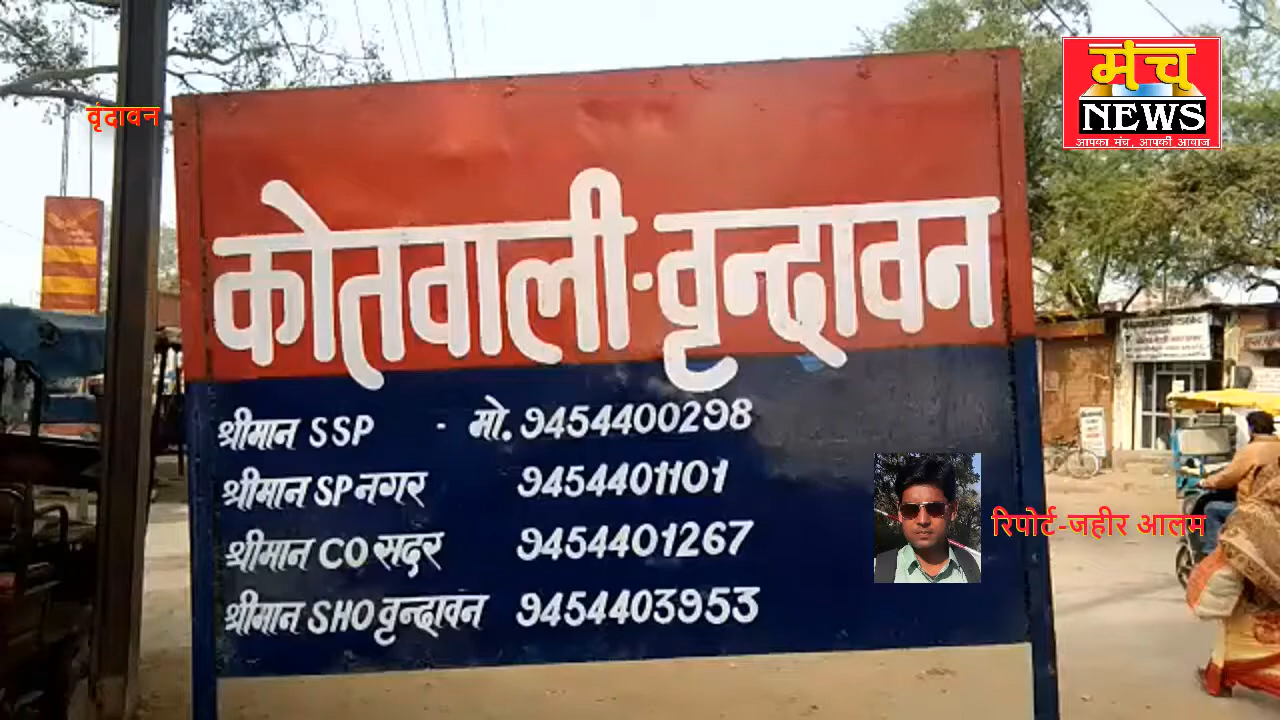 वृंदावन
मंच
NEWS
आपका मंच, आपकी आवाज
कोतवाली-वृन्दावन
श्रीमान SSP - मो. 9454400298
श्रीमान SP नगर 9454401101
श्रीमान CO सदर 9454401267
श्रीमान SHO वृन्दावन 9454403953
रिपोर्ट-जहीर आलम